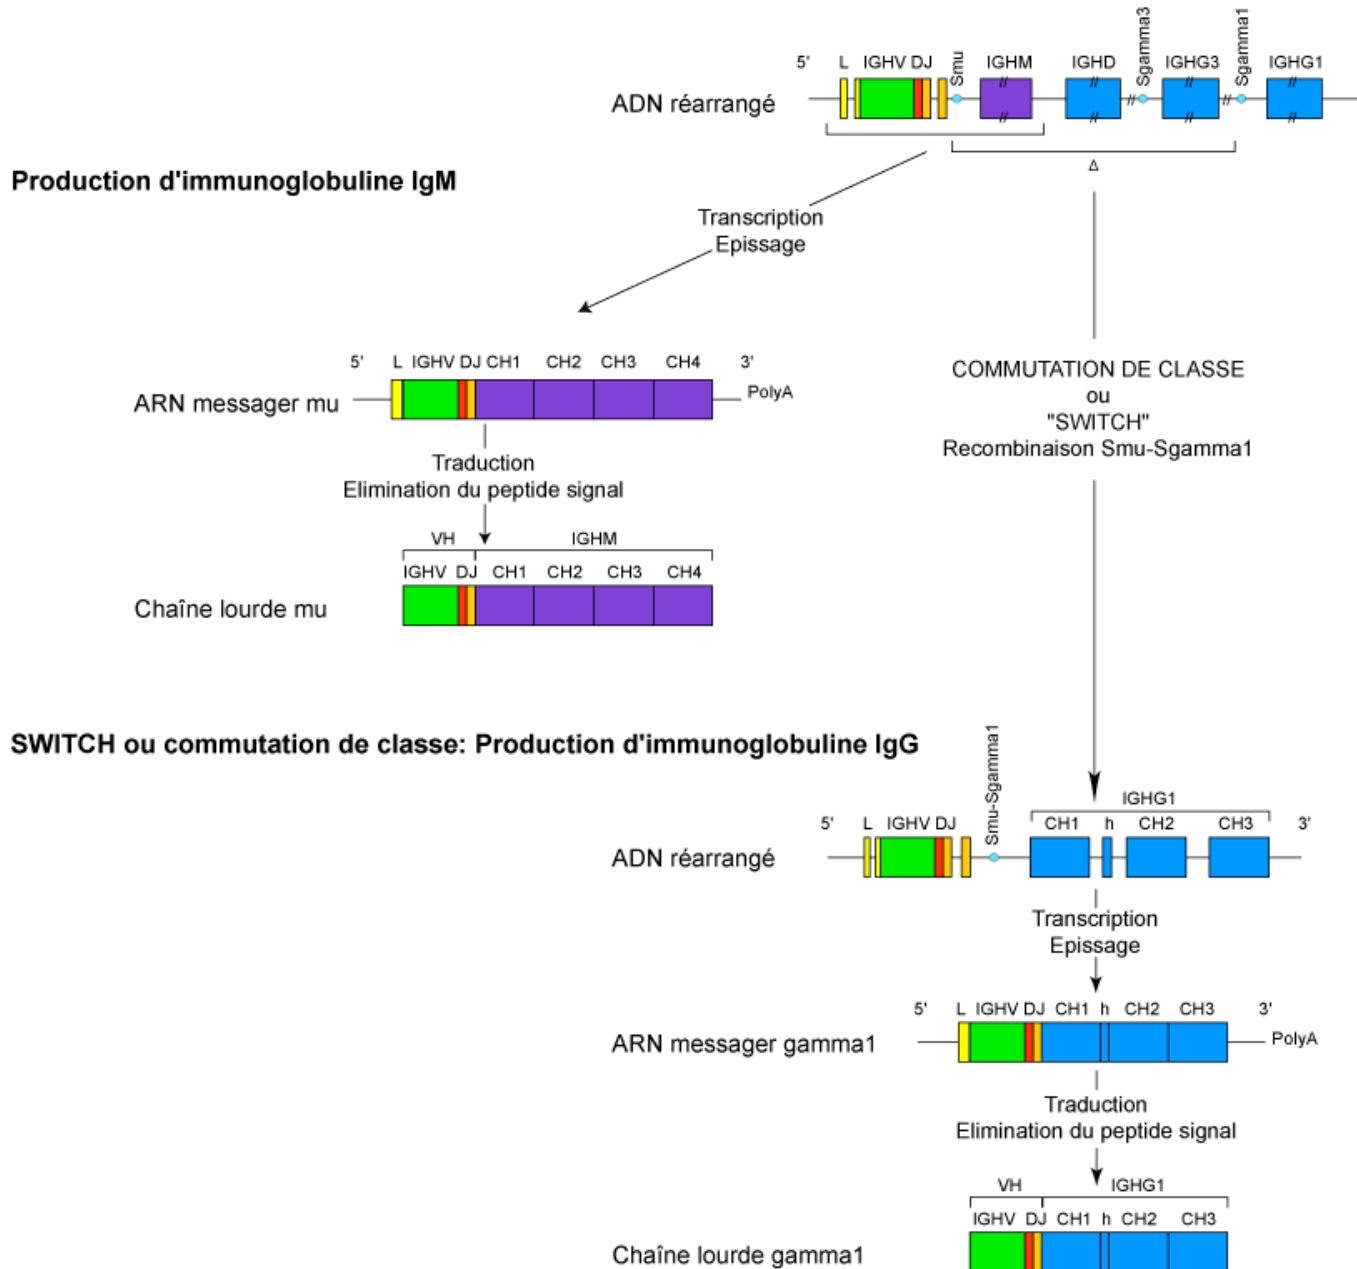 5' L IGHV DJ Smu IGHM IGHD Sgamma3 IGHG3 Sgamma1 IGHG1
ADN réarrangé
Δ
Production d'immunoglobuline IgM
Transcription
Epissage
5' L IGHV DJ CH1 CH2 CH3 CH4 3'
ARN messager mu
PolyA
Traduction
Elimination du peptide signal
VH IGHM
IGHV DJ CH1 CH2 CH3 CH4
Chaîne lourde mu
COMMUTATION DE CLASSE
ou
"SWITCH"
Recombinaison Smu-Sgamma1
SWITCH ou commutation de classe: Production d'immunoglobuline IgG
Smu-Sgamma1
IGHG1
5' L IGHV DJ CH1 h CH2 CH3 3'
ADN réarrangé
Transcription
Epissage
5' L IGHV DJ CH1 h CH2 CH3 3'
ARN messager gamma1
PolyA
Traduction
Elimination du peptide signal
VH IGHG1
IGHV DJ CH1 h CH2 CH3
Chaîne lourde gamma1